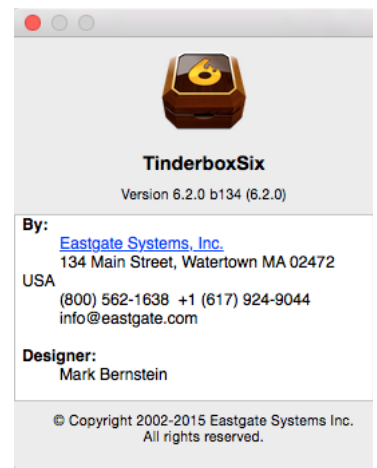 6
TinderboxSix
Version 6.2.0 b134 (6.2.0)
By:
Eastgate Systems, Inc.
134 Main Street, Watertown MA 02472
USA
(800) 562-1638  +1 (617) 924-9044
info@eastgate.com
Designer:
Mark Bernstein
© Copyright 2002-2015 Eastgate Systems Inc.
All rights reserved.